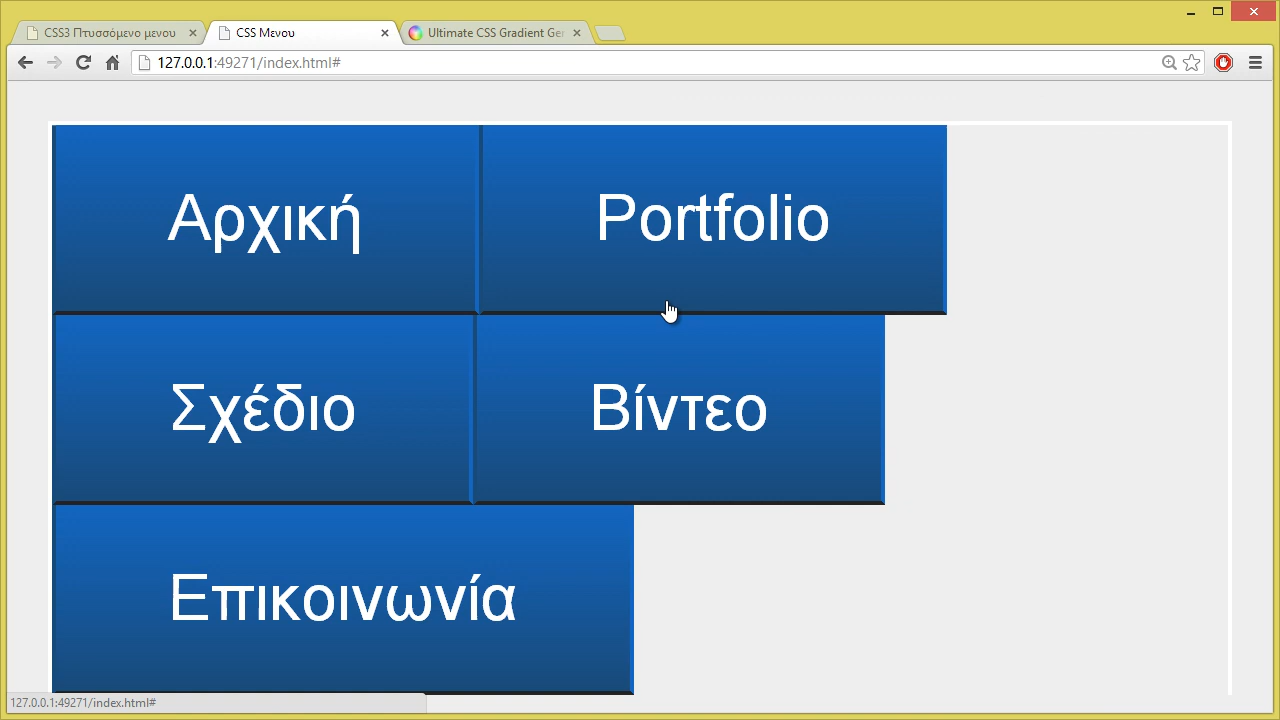 CSS3 Πτυσσόμενο μενου
CSS Μενου
Ultimate CSS Gradient Ge
127.0.0.1:49271/index.html#
Αρχική
Portfolio
Σχέδιο
Βίντεο
Επικοινωνία
127.0.0.1:49271/index.html#